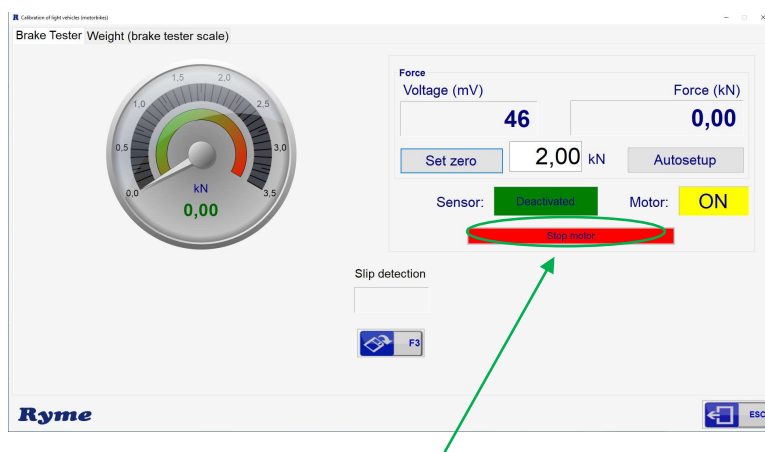 Calibration of light vehicles (motorbikes)
Brake Tester Weight (brake tester scale)
0,0
0,5
1,0
1,5
2,0
2,5
3,0
3,5
kN
0,00
Force
Voltage (mV) Force (kN)
46 0,00
Set zero 2,00 kN Autosetup
Sensor: Deactivated Motor: ON
Stop motor
Slip detection
F3
Ryme
ESC